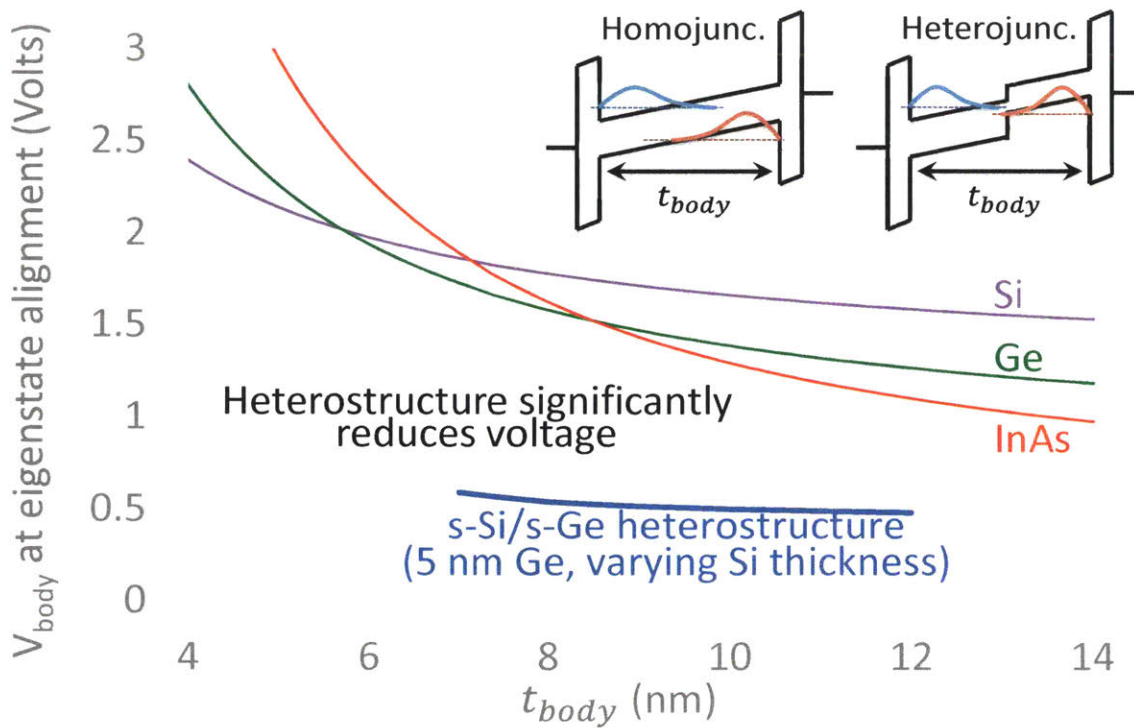 V_body at eigenstate alignment (Volts)
3
2.5
2
1.5
1
0.5
0
Homojunc.
Heterojunc.
t_body
t_body
Si
Ge
InAs
Heterostructure significantly
reduces voltage
s-Si/s-Ge heterostructure
(5 nm Ge, varying Si thickness)
4 6 8 10 12 14
t_body (nm)